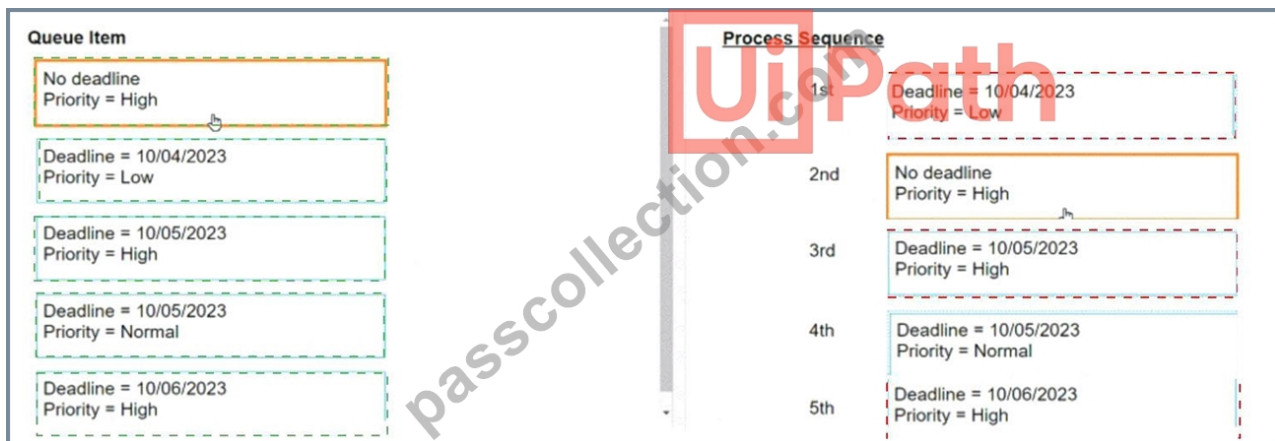 Queue Item
No deadline
Priority = High
Deadline = 10/04/2023
Priority = Low
Deadline = 10/05/2023
Priority = High
Deadline = 10/05/2023
Priority = Normal
Deadline = 10/06/2023
Priority = High
Process Sequence
1st
Deadline = 10/04/2023
Priority = Low
2nd
No deadline
Priority = High
3rd
Deadline = 10/05/2023
Priority = High
4th
Deadline = 10/05/2023
Priority = Normal
5th
Deadline = 10/06/2023
Priority = High
UiPath
passcollection.com